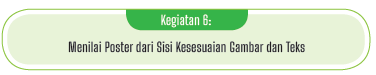 Kegiatan 6:
Menilai Poster dari Sisi Kesesuaian Gambar dan Teks